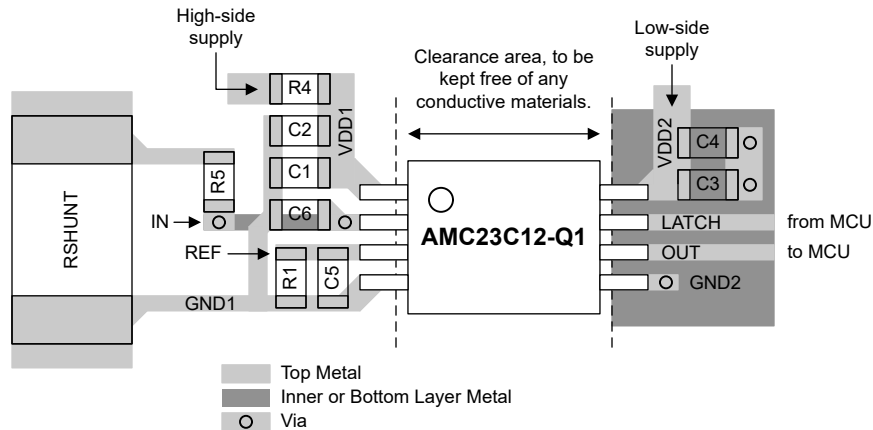 High-side
supply
Low-side
supply
Clearance area, to be
kept free of any
conductive materials.
R4
C2
C1
C6
VDD1
R5
IN
REF
RSHUNT
R1
C5
GND1
AMC23C12-Q1
VDD2
C4
C3
LATCH
from MCU
OUT
to MCU
GND2
Top Metal
Inner or Bottom Layer Metal
Via